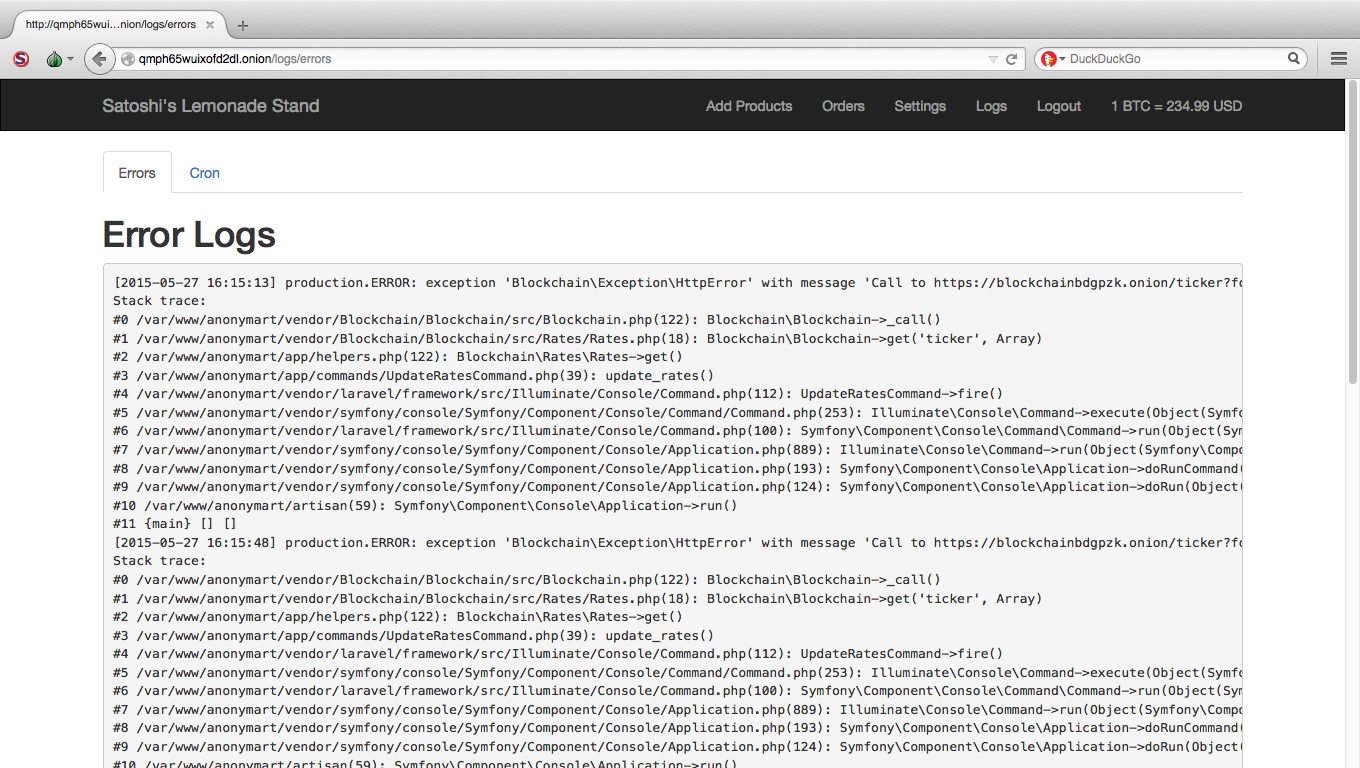 http://qmph65wui...nion/logs/errors
qmph65wuixofd2dl.onion/logs/errors
DuckDuckGo
Satoshi's Lemonade Stand
Add Products
Orders
Settings
Logs
Logout
1 BTC = 234.99 USD
Errors
Cron
Error Logs
[2015-05-27 16:15:13] production.ERROR: exception 'Blockchain\Exception\HttpError' with message 'Call to https://blockchainbdgpzk.onion/ticker?fo
Stack trace:
#0 /var/www/anonymart/vendor/Blockchain/Blockchain/src/Blockchain.php(122): Blockchain\Blockchain->_call()
#1 /var/www/anonymart/vendor/Blockchain/Blockchain/src/Rates/Rates.php(18): Blockchain\Blockchain->get('ticker', Array)
#2 /var/www/anonymart/app/helpers.php(122): Blockchain\Rates\Rates->get()
#3 /var/www/anonymart/app/commands/UpdateRatesCommand.php(39): update_rates()
#4 /var/www/anonymart/vendor/laravel/framework/src/Illuminate/Console/Command.php(112): UpdateRatesCommand->fire()
#5 /var/www/anonymart/vendor/symfony/console/Symfony/Component/Console/Command/Command.php(253): Illuminate\Console\Command->execute(Object(Symfo
#6 /var/www/anonymart/vendor/laravel/framework/src/Illuminate/Console/Command.php(100): Symfony\Component\Console\Command\Command->run(Object(Sym
#7 /var/www/anonymart/vendor/symfony/console/Symfony/Component/Console/Application.php(889): Illuminate\Console\Command->run(Object(Symfony\Compo
#8 /var/www/anonymart/vendor/symfony/console/Symfony/Component/Console/Application.php(193): Symfony\Component\Console\Application->doRunCommand(
#9 /var/www/anonymart/vendor/symfony/console/Symfony/Component/Console/Application.php(124): Symfony\Component\Console\Application->doRun(Object(
#10 /var/www/anonymart/artisan(59): Symfony\Component\Console\Application->run()
#11 {main} [] []
[2015-05-27 16:15:48] production.ERROR: exception 'Blockchain\Exception\HttpError' with message 'Call to https://blockchainbdgpzk.onion/ticker?fo
Stack trace:
#0 /var/www/anonymart/vendor/Blockchain/Blockchain/src/Blockchain.php(122): Blockchain\Blockchain->_call()
#1 /var/www/anonymart/vendor/Blockchain/Blockchain/src/Rates/Rates.php(18): Blockchain\Blockchain->get('ticker', Array)
#2 /var/www/anonymart/app/helpers.php(122): Blockchain\Rates\Rates->get()
#3 /var/www/anonymart/app/commands/UpdateRatesCommand.php(39): update_rates()
#4 /var/www/anonymart/vendor/laravel/framework/src/Illuminate/Console/Command.php(112): UpdateRatesCommand->fire()
#5 /var/www/anonymart/vendor/symfony/console/Symfony/Component/Console/Command/Command.php(253): Illuminate\Console\Command->execute(Object(Symfo
#6 /var/www/anonymart/vendor/laravel/framework/src/Illuminate/Console/Command.php(100): Symfony\Component\Console\Command\Command->run(Object(Sym
#7 /var/www/anonymart/vendor/symfony/console/Symfony/Component/Console/Application.php(889): Illuminate\Console\Command->run(Object(Symfony\Compo
#8 /var/www/anonymart/vendor/symfony/console/Symfony/Component/Console/Application.php(193): Symfony\Component\Console\Application->doRunCommand(
#9 /var/www/anonymart/vendor/symfony/console/Symfony/Component/Console/Application.php(124): Symfony\Component\Console\Application->doRun(Object(
#10 /var/www/anonymart/artisan(59): Symfony\Component\Console\Application->run()